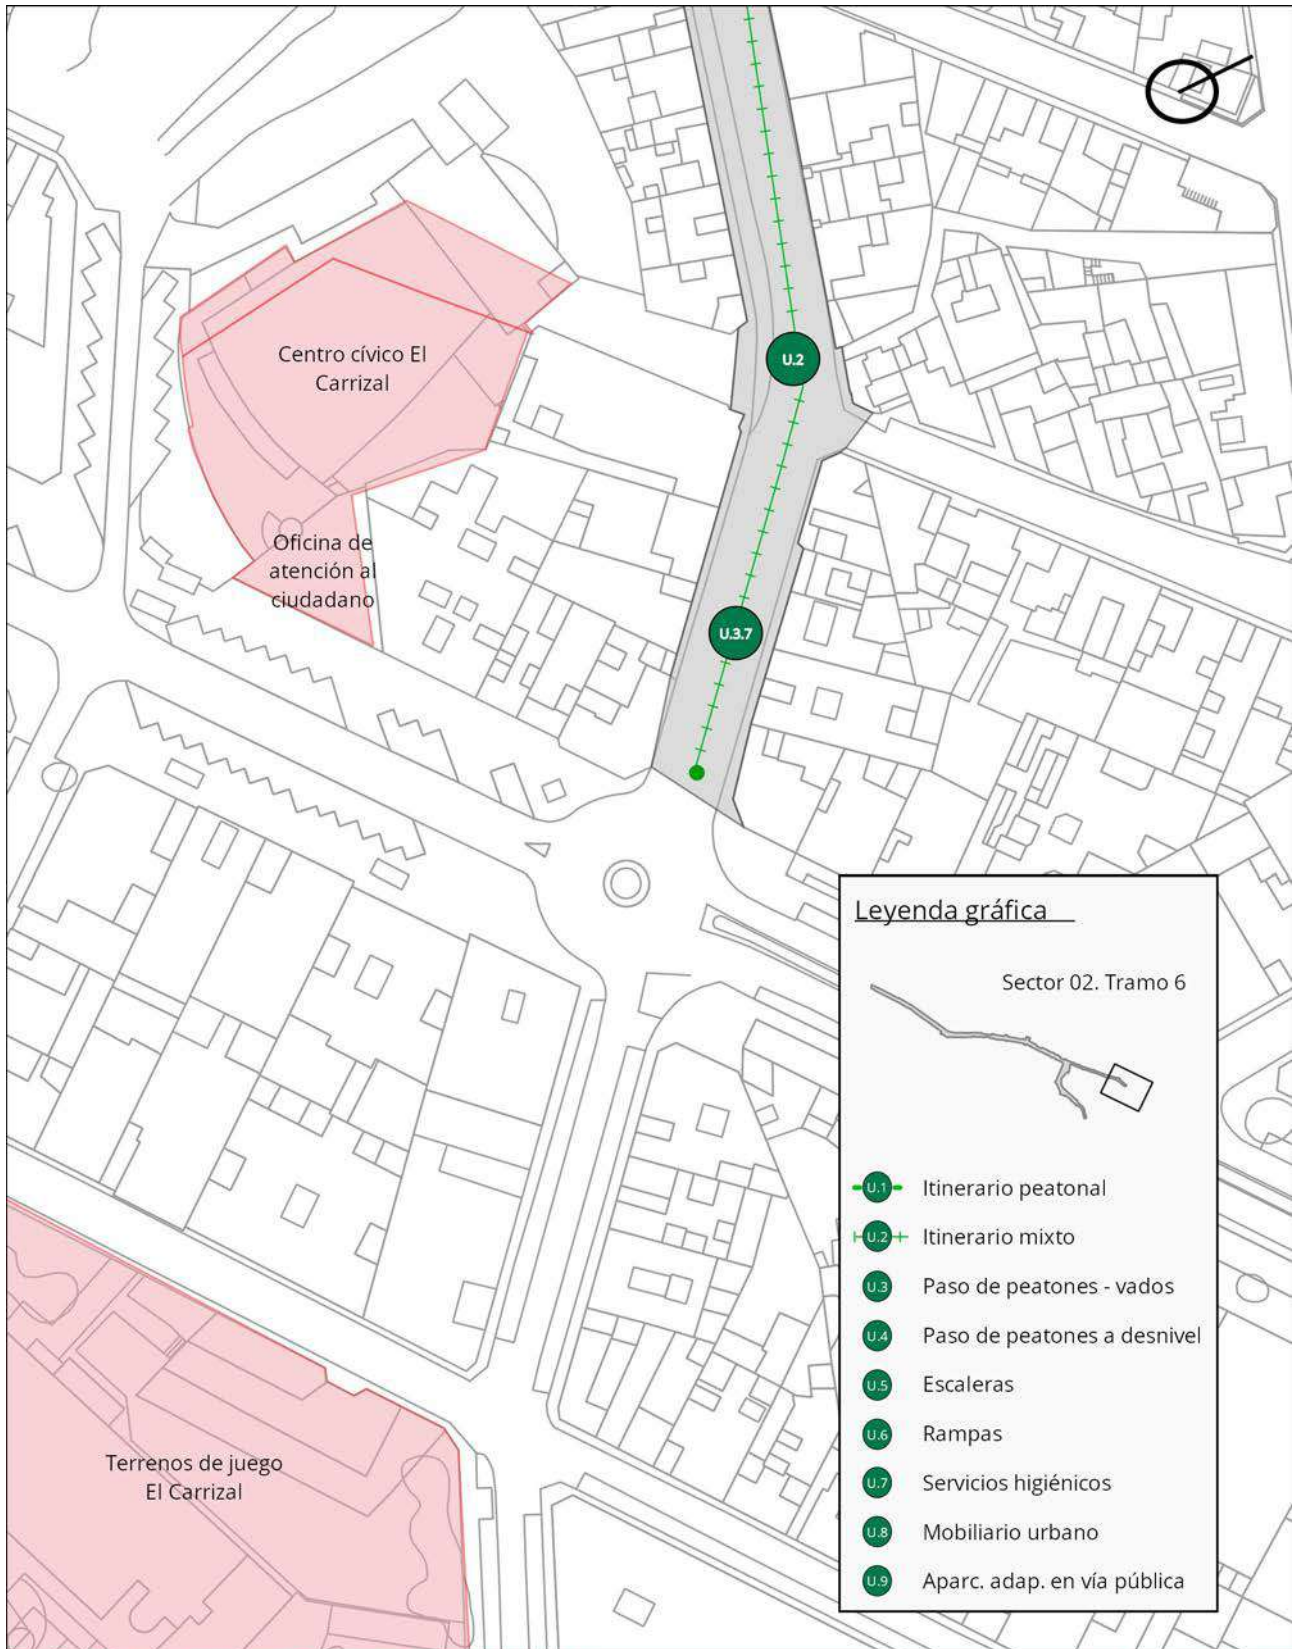 Centro cívico El
Carrizal
Oficina de
atención al
ciudadano
U.2
U.3.7
Terrenos de juego
El Carrizal
Leyenda gráfica
Sector 02. Tramo 6
U.1 Itinerario peatonal
U.2 Itinerario mixto
U.3 Paso de peatones - vados
U.4 Paso de peatones a desnivel
U.5 Escaleras
U.6 Rampas
U.7 Servicios higiénicos
U.8 Mobiliario urbano
U.9 Aparc. adap. en vía pública